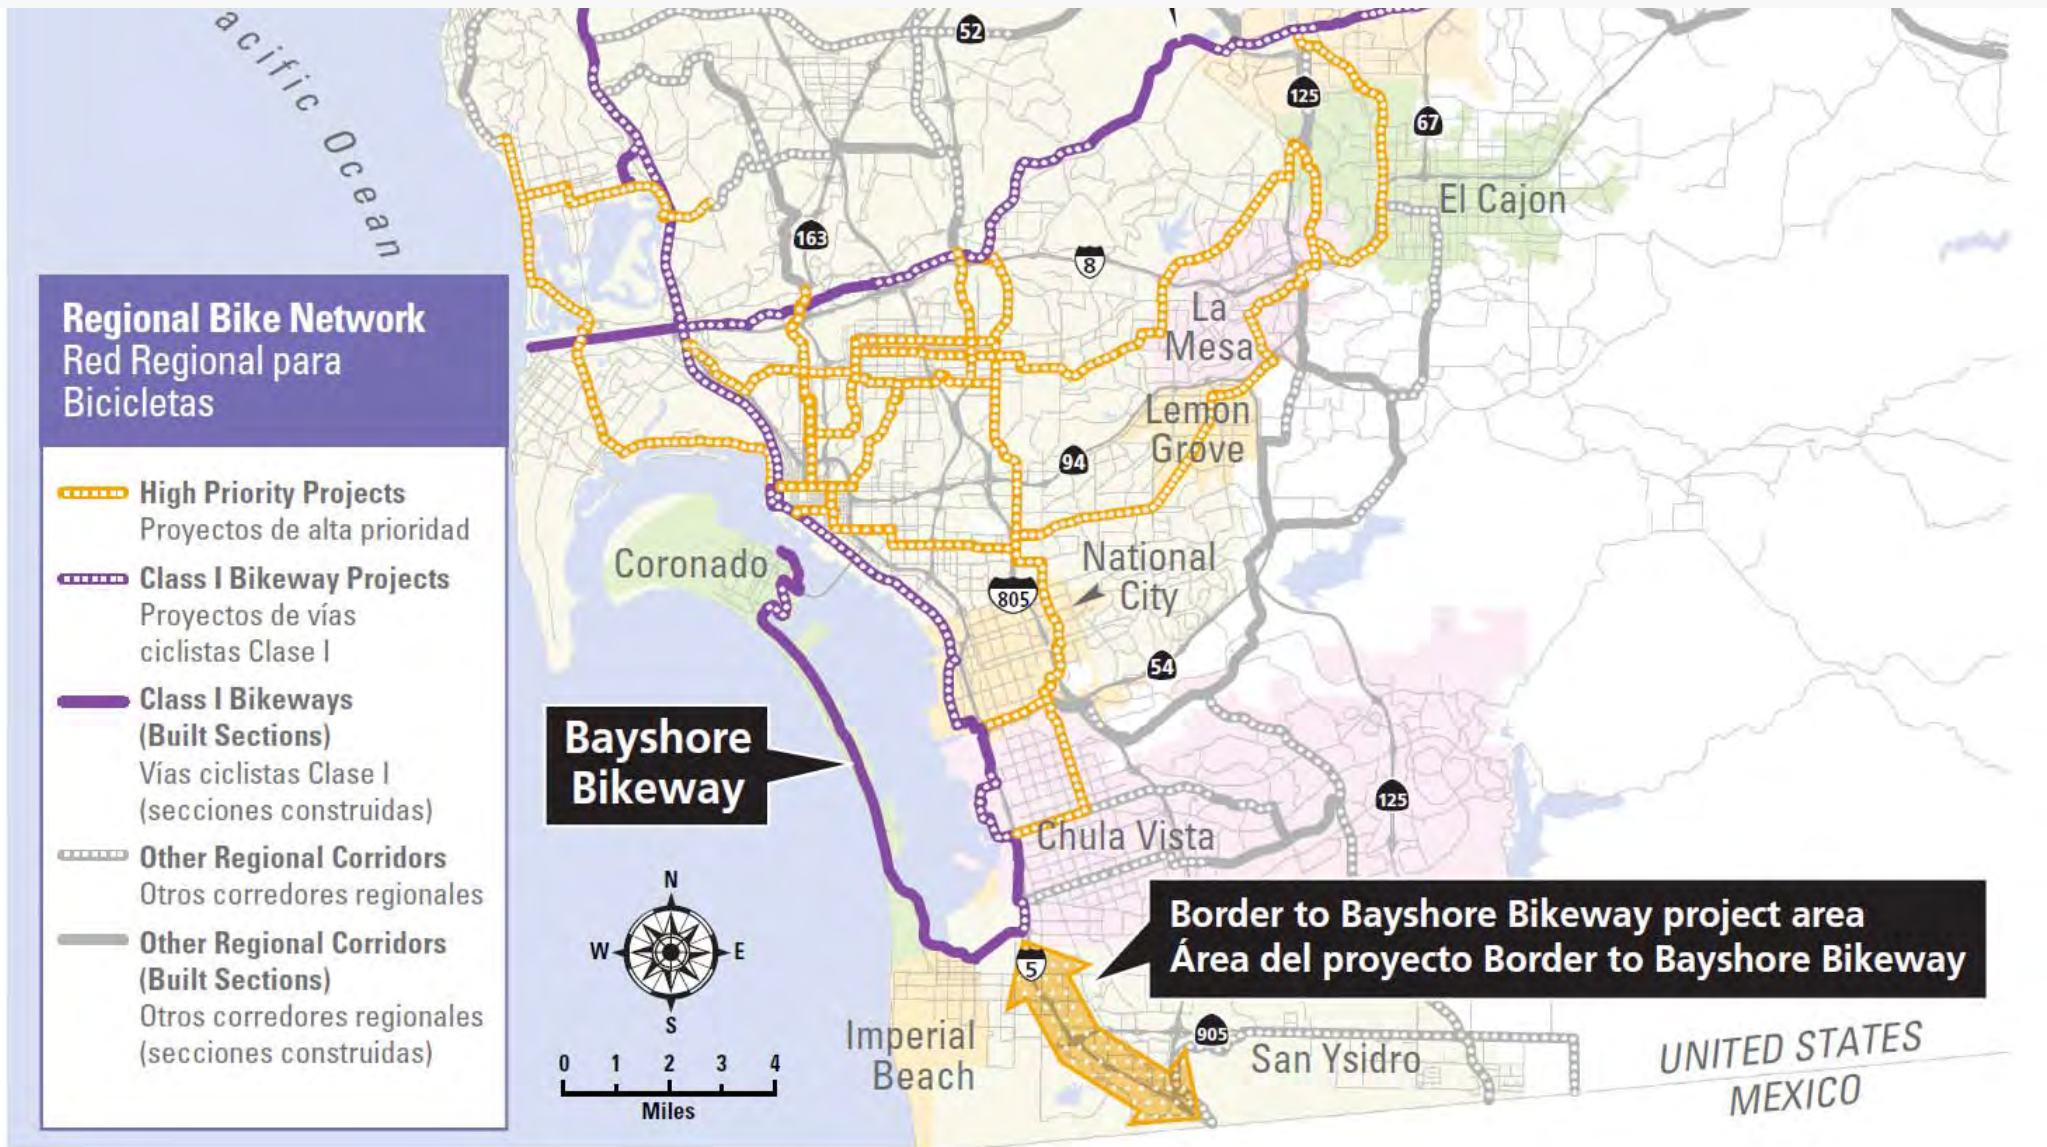 acific Ocean
52
125
67
El Cajon
163
8
La
Mesa
Regional Bike Network
Red Regional para
Bicicletas
Lemon
Grove
94
High Priority Projects
Proyectos de alta prioridad
Class I Bikeway Projects
Proyectos de vías
ciclistas Clase I
Class I Bikeways
(Built Sections)
Vías ciclistas Clase I
(secciones construidas)
Other Regional Corridors
Otros corredores regionales
Other Regional Corridors
(Built Sections)
Otros corredores regionales
(secciones construidas)
Coronado
National
City
805
54
Bayshore
Bikeway
125
Chula Vista
N
W
E
S
0 1 2 3 4
Miles
Border to Bayshore Bikeway project area
Área del proyecto Border to Bayshore Bikeway
5
Imperial
Beach
905
San Ysidro
UNITED STATES
MEXICO